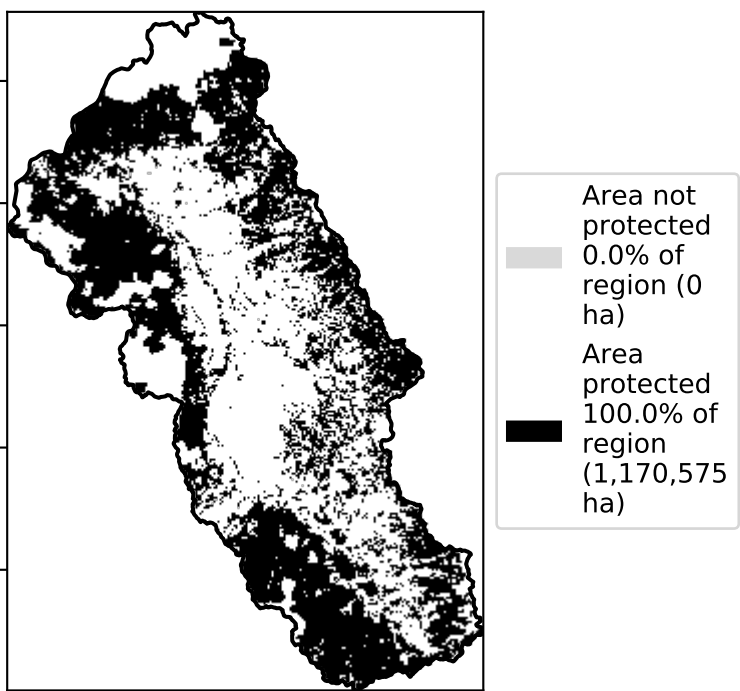 Area not
protected
0.0% of
region (0
ha)
Area
protected
100.0% of
region
(1,170,575
ha)